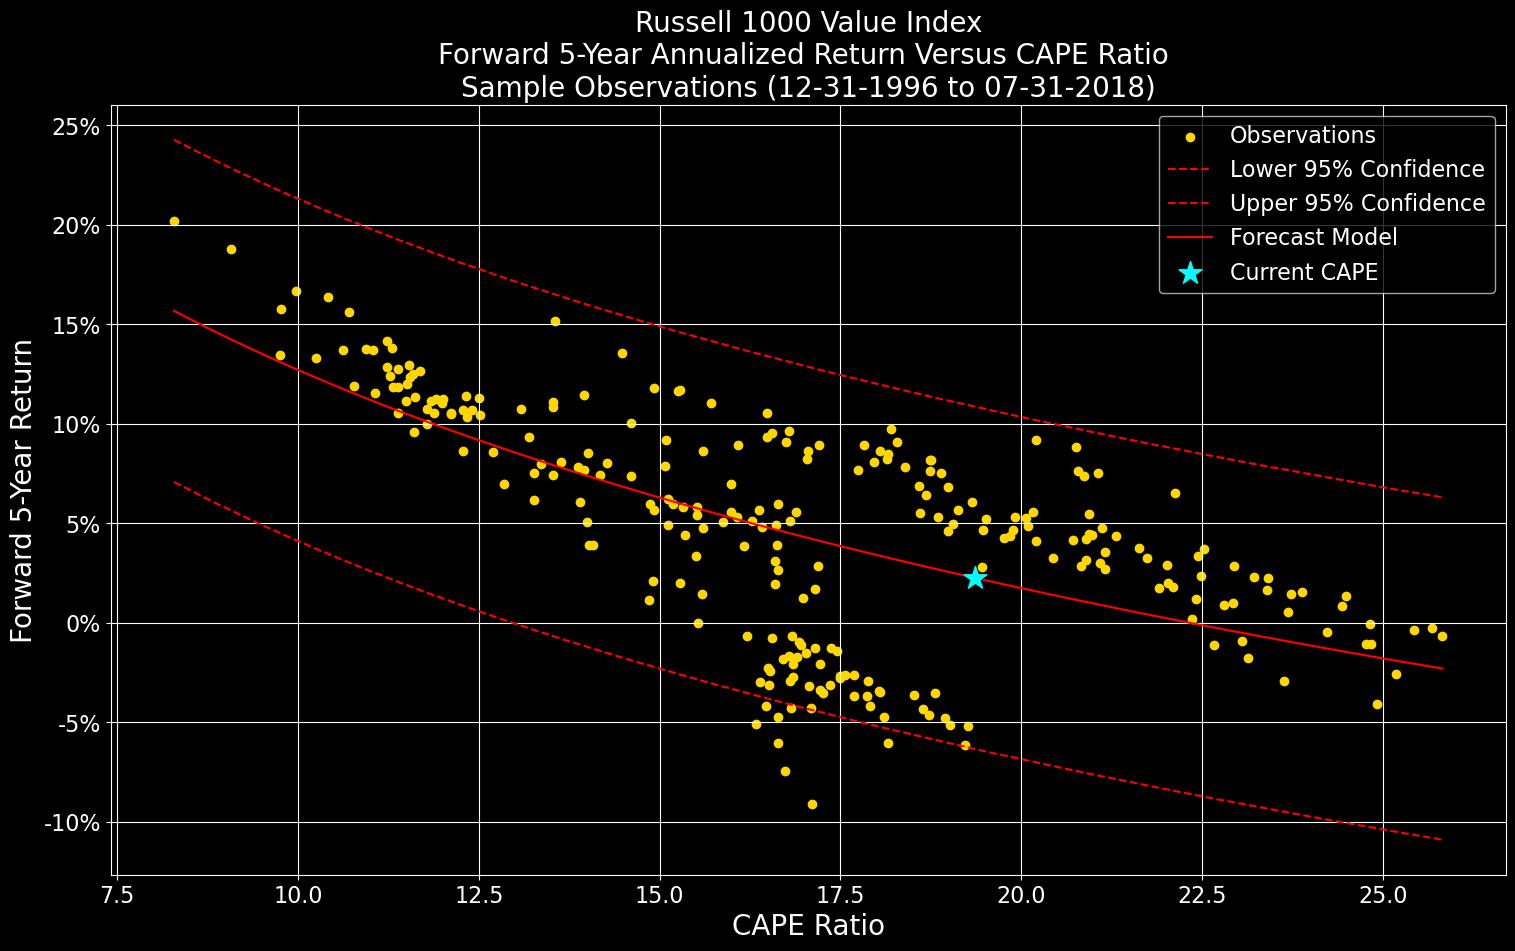 Russell 1000 Value Index
Forward 5-Year Annualized Return Versus CAPE Ratio
Sample Observations (12-31-1996 to 07-31-2018)
Observations
Lower 95% Confidence
Upper 95% Confidence
Forecast Model
Current CAPE
Forward 5-Year Return
25%
20%
15%
10%
5%
0%
-5%
-10%
7.5 10.0 12.5 15.0 17.5 20.0 22.5 25.0
CAPE Ratio